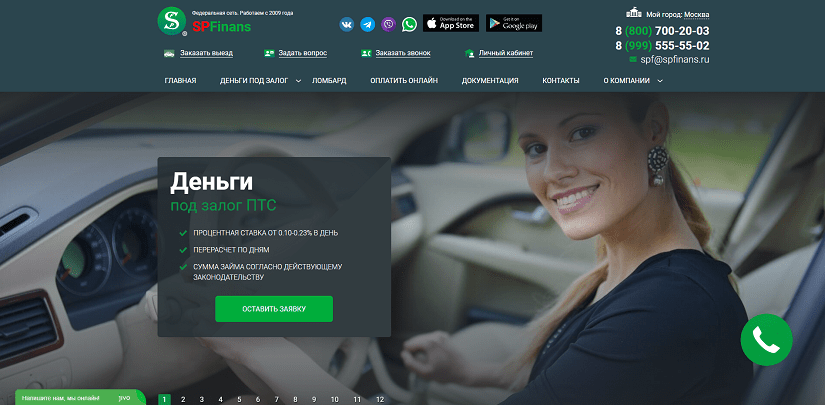 Федеральная сеть. Работаем с 2009 года
SPFinans
Download on the App Store
Get it on Google play
Мой город: Москва
8 (800) 700-20-03
8 (999) 555-55-02
spf@spfinans.ru
Заказать выезд
Задать вопрос
Заказать звонок
Личный кабинет
ГЛАВНАЯ ДЕНЬГИ ПОД ЗАЛОГ ЛОМБАРД ОПЛАТИТЬ ОНЛАЙН ДОКУМЕНТАЦИЯ КОНТАКТЫ О КОМПАНИИ
Деньги
под залог ПТС
ПРОЦЕНТНАЯ СТАВКА ОТ 0.10-0.23% В ДЕНЬ
ПЕРЕРАСЧЕТ ПО ДНЯМ
СУММА ЗАЙМА СОГЛАСНО ДЕЙСТВУЮЩЕМУ
ЗАКОНОДАТЕЛЬСТВУ
ОСТАВИТЬ ЗАЯВКУ
Напишите нам, мы онлайн! jivo
1 2 3 4 5 6 7 8 9 10 11 12